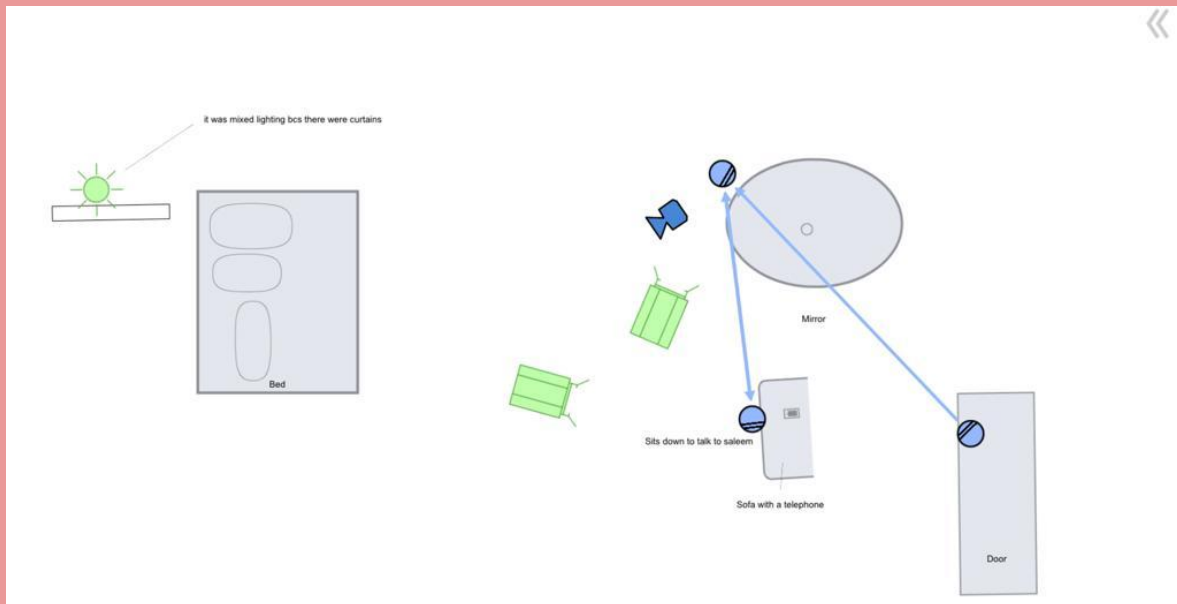 it was mixed lighting bcs there were curtains
Mirror
Bed
Sits down to talk to saleem
Sofa with a telephone
Door